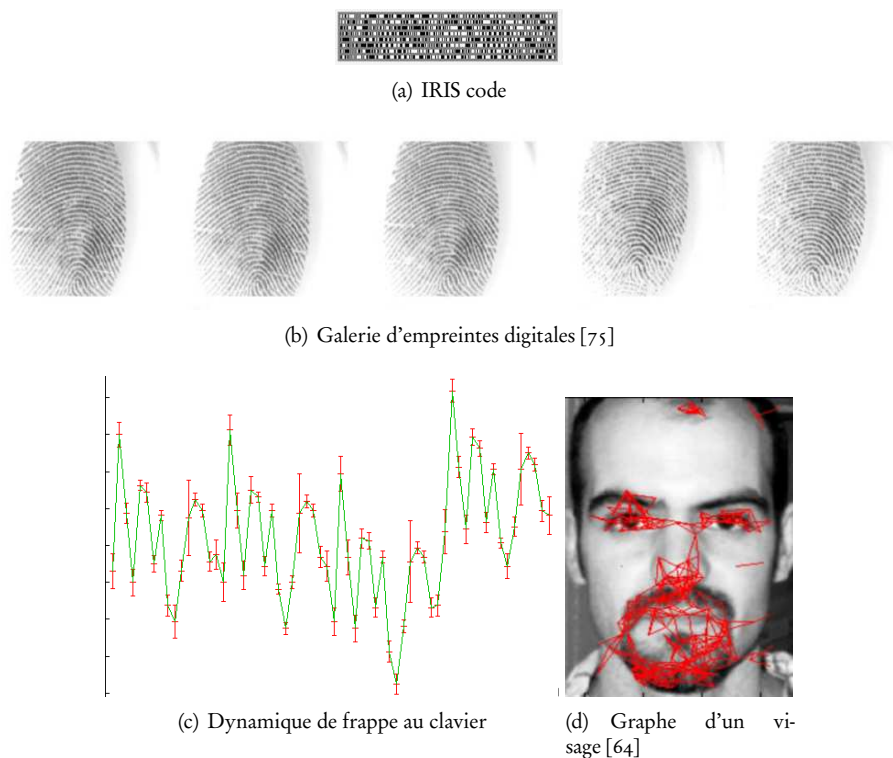 (a) IRIS code
(b) Galerie d'empreintes digitales [75]
(c) Dynamique de frappe au clavier
(d) Graphe d'un vi-
sage [64]